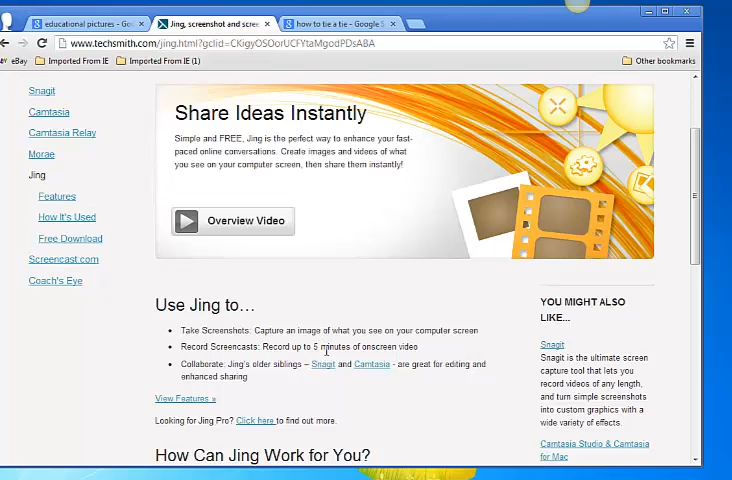 educational pictures - Go
Jing, screenshot and scre
how to tie a tie - Google S
www.techsmith.com/jing.html?gclid=CKigyOSOorUCFYtaMgodPDsABA
eBay
Imported From IE
Imported From IE (1)
Other bookmarks
Snagit
Camtasia
Camtasia Relay
Morae
Jing
Features
How It's Used
Free Download
Screencast.com
Coach's Eye
Share Ideas Instantly
Simple and FREE, Jing is the perfect way to enhance your fast-
paced online conversations. Create images and videos of what
you see on your computer screen, then share them instantly!
Overview Video
Use Jing to…
• Take Screenshots: Capture an image of what you see on your computer screen
• Record Screencasts: Record up to 5 minutes of onscreen video
• Collaborate: Jing's older siblings – Snagit and Camtasia - are great for editing and
enhanced sharing
View Features »
Looking for Jing Pro? Click here to find out more.
How Can Jing Work for You?
YOU MIGHT ALSO
LIKE...
Snagit
Snagit is the ultimate screen
capture tool that lets you
record videos of any length,
and turn simple screenshots
into custom graphics with a
wide variety of effects.
Camtasia Studio & Camtasia
for Mac